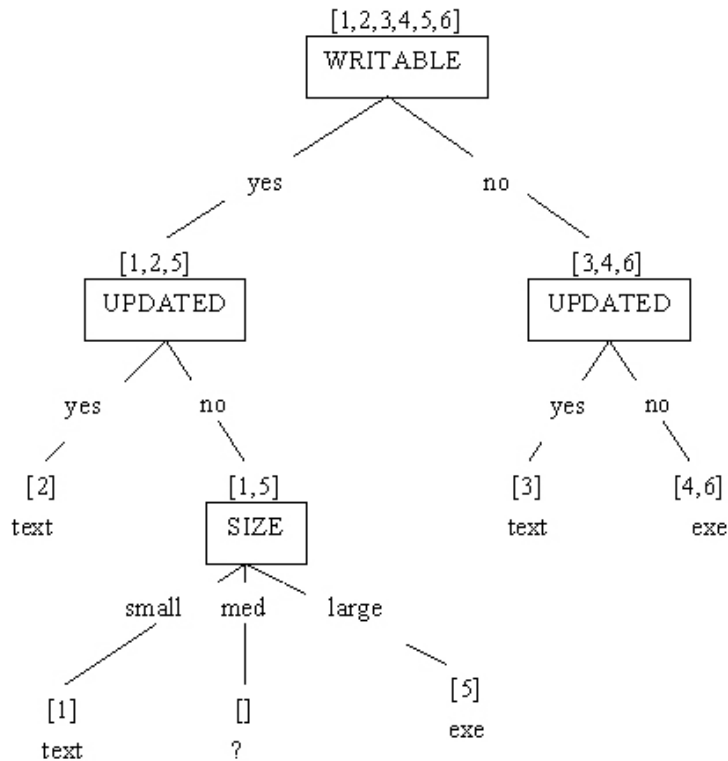 [1,2,3,4,5,6]
WRITABLE
yes no
[1,2,5] [3,4,6]
UPDATED UPDATED
yes no yes no
[2] [1,5] [3] [4,6]
text SIZE text exe
small med large
[1] [] [5]
text ? exe